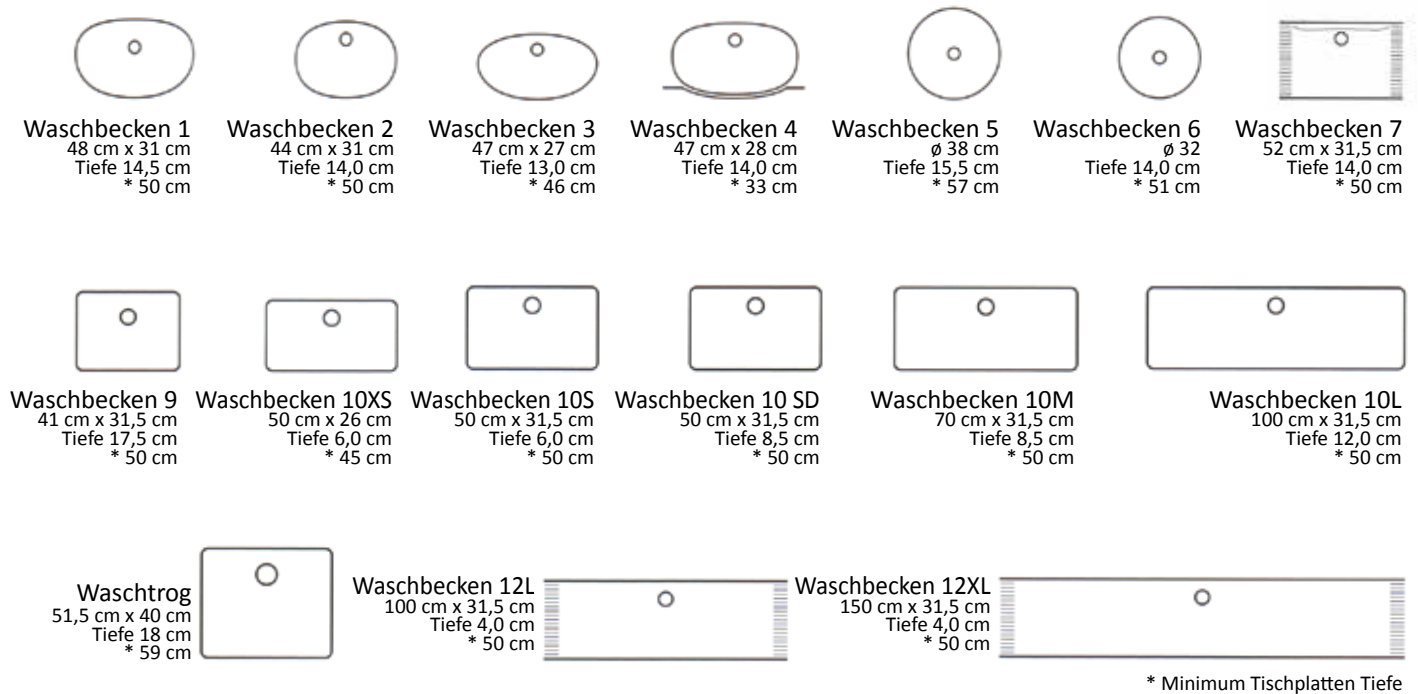 Waschbecken 1
48 cm x 31 cm
Tiefe 14,5 cm
* 50 cm
Waschbecken 2
44 cm x 31 cm
Tiefe 14,0 cm
* 50 cm
Waschbecken 3
47 cm x 27 cm
Tiefe 13,0 cm
* 46 cm
Waschbecken 4
47 cm x 28 cm
Tiefe 14,0 cm
* 33 cm
Waschbecken 5
ø 38 cm
Tiefe 15,5 cm
* 57 cm
Waschbecken 6
ø 32
Tiefe 14,0 cm
* 51 cm
Waschbecken 7
52 cm x 31,5 cm
Tiefe 14,0 cm
* 50 cm
Waschbecken 9
41 cm x 31,5 cm
Tiefe 17,5 cm
* 50 cm
Waschbecken 10XS
50 cm x 26 cm
Tiefe 6,0 cm
* 45 cm
Waschbecken 10S
50 cm x 31,5 cm
Tiefe 6,0 cm
* 50 cm
Waschbecken 10 SD
50 cm x 31,5 cm
Tiefe 8,5 cm
* 50 cm
Waschbecken 10M
70 cm x 31,5 cm
Tiefe 8,5 cm
* 50 cm
Waschbecken 10L
100 cm x 31,5 cm
Tiefe 12,0 cm
* 50 cm
Waschtrog
51,5 cm x 40 cm
Tiefe 18 cm
* 59 cm
Waschbecken 12L
100 cm x 31,5 cm
Tiefe 4,0 cm
* 50 cm
Waschbecken 12XL
150 cm x 31,5 cm
Tiefe 4,0 cm
* 50 cm
* Minimum Tischplatten Tiefe